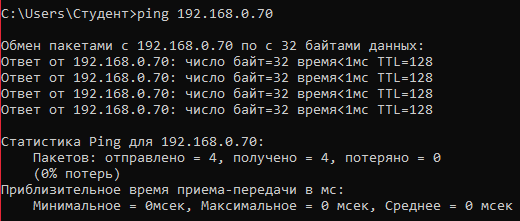 C:\Users\Студент>ping 192.168.0.70
Обмен пакетами с 192.168.0.70 по с 32 байтами данных:
Ответ от 192.168.0.70: число байт=32 время<1мс TTL=128
Ответ от 192.168.0.70: число байт=32 время<1мс TTL=128
Ответ от 192.168.0.70: число байт=32 время<1мс TTL=128
Ответ от 192.168.0.70: число байт=32 время<1мс TTL=128
Статистика Ping для 192.168.0.70:
Пакетов: отправлено = 4, получено = 4, потеряно = 0
(0% потерь)
Приблизительное время приема-передачи в мс:
Минимальное = 0мсек, Максимальное = 0 мсек, Среднее = 0 мсек